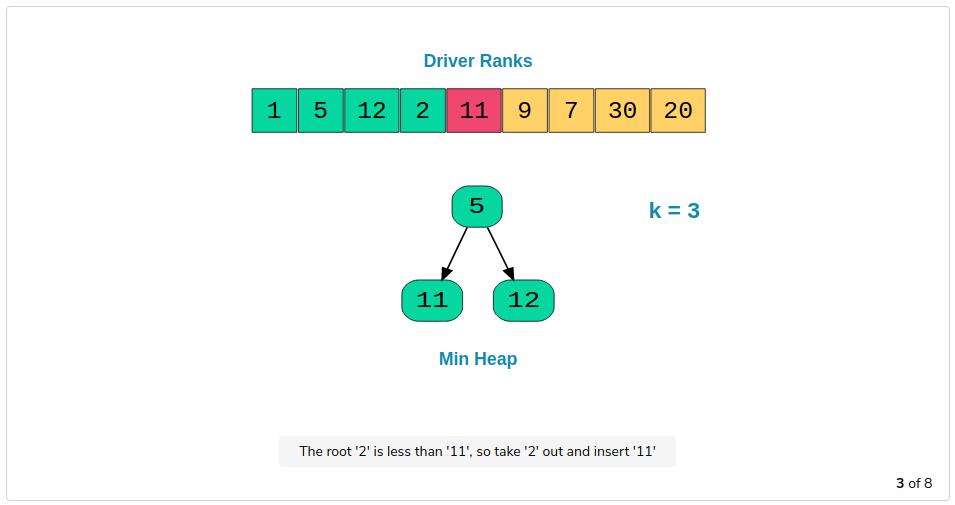 Driver Ranks
1 5 12 2 11 9 7 30 20
5
k = 3
11 12
Min Heap
The root '2' is less than '11', so take '2' out and insert '11'
3 of 8